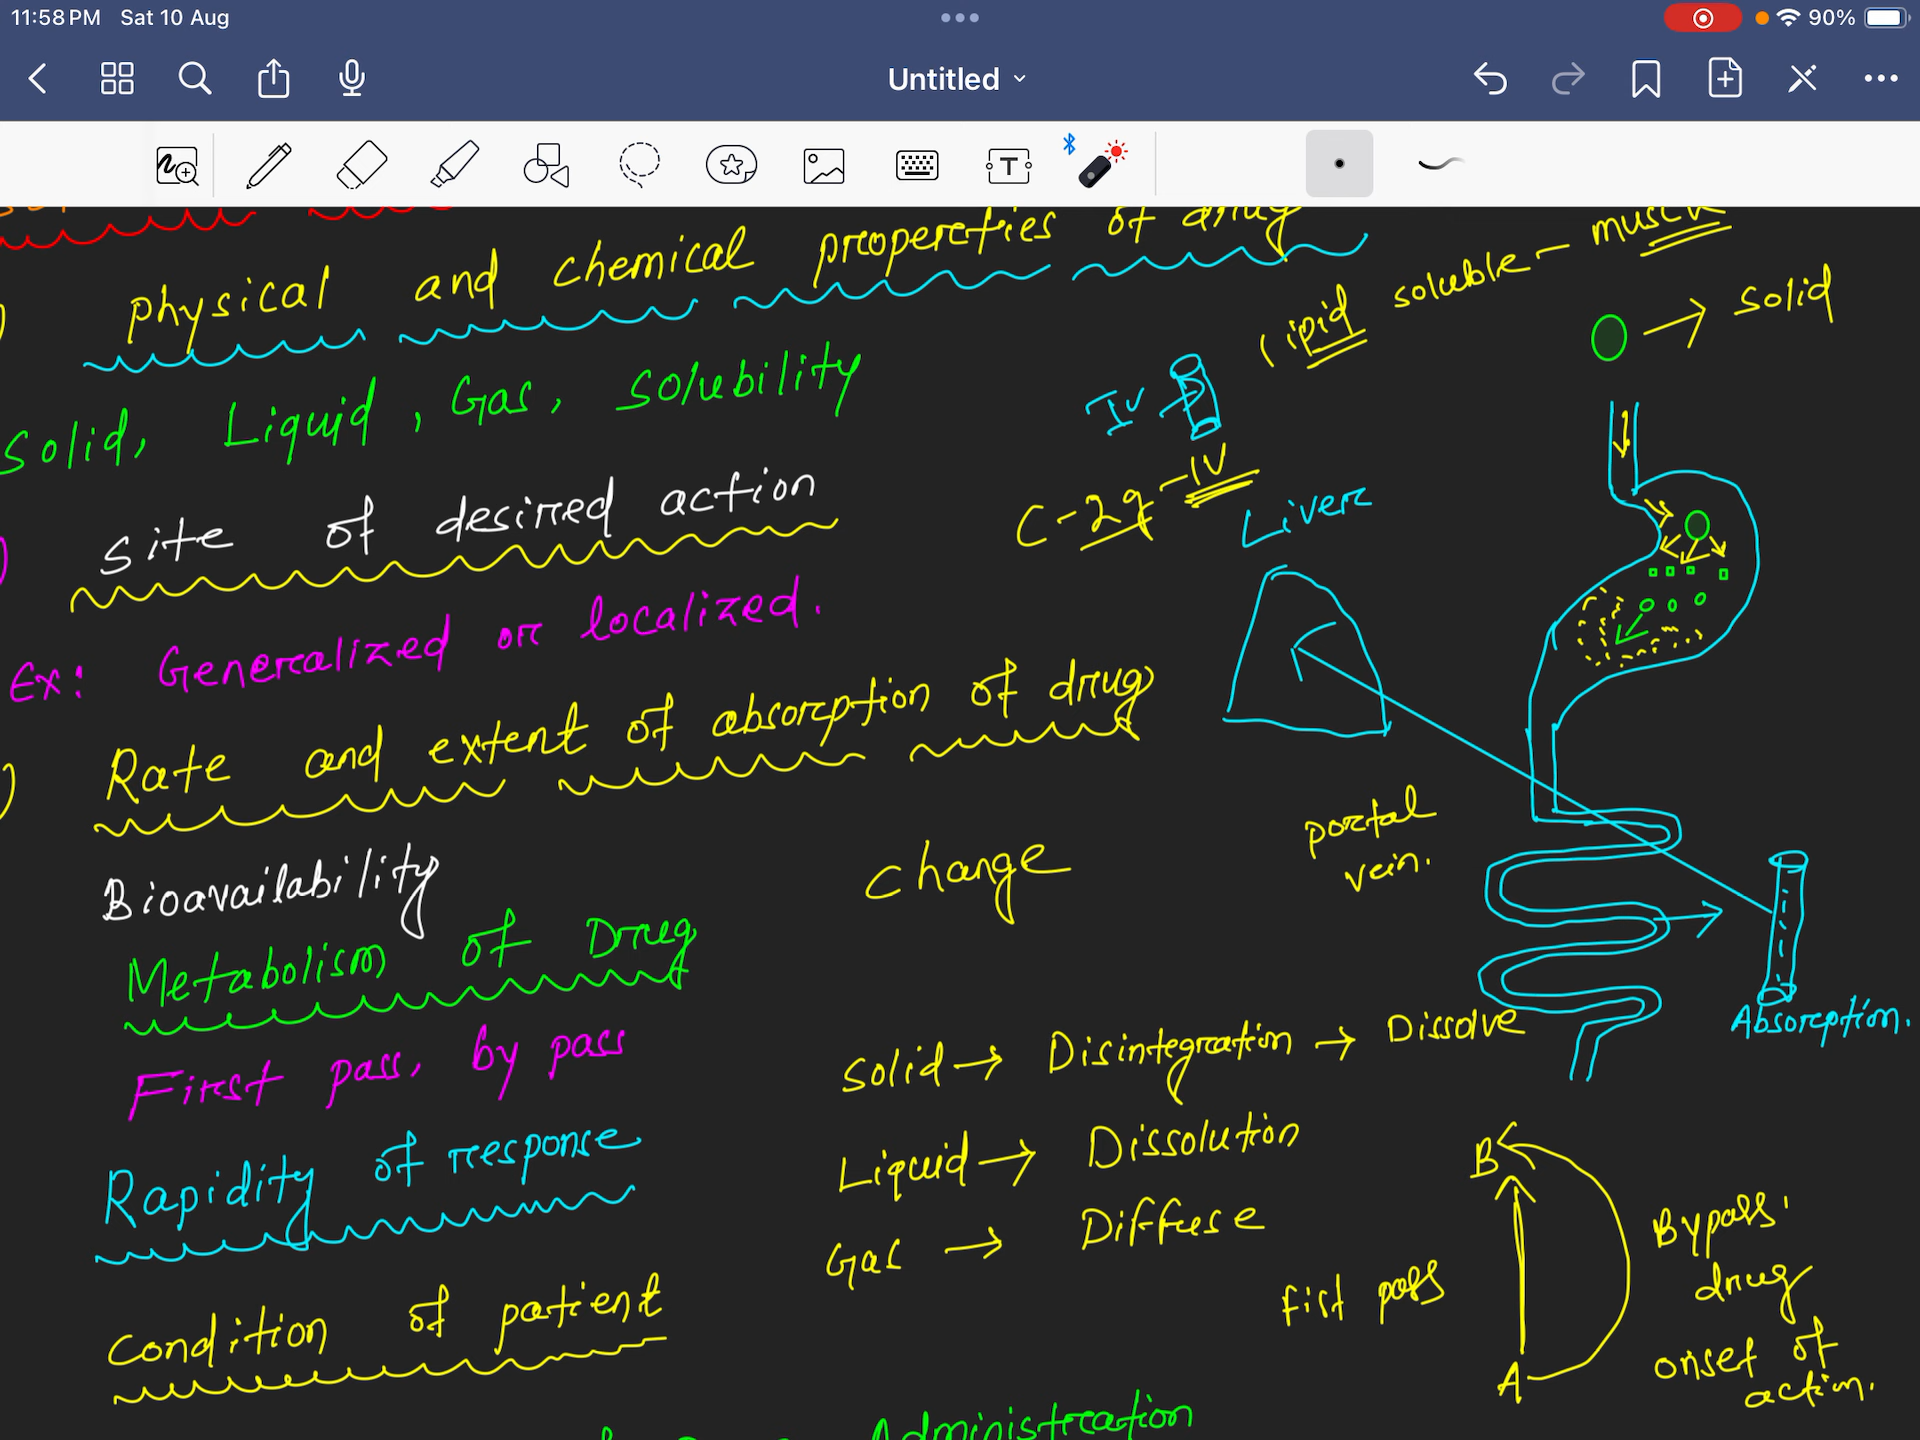 11:58 PM Sat 10 Aug
90%
Untitled
T
physical and chemical properties of drug
Solid, Liquid, Gas, solubility
Site of desired action
Ex: Generalized or localized.
Rate and extent of absorption of drug
Bioavailability
Metabolism of Drug
First pass, by pass
Rapidity of response
Condition of patient
Administration
lipid soluble - muscle
solid
IV
C-2g - IV
Liver
portal
vein.
change
Absorption.
Solid → Disintegration → Dissolve
Liquid → Dissolution
Gas → Diffuse
B
A
fist pass
Bypass.
drug
onset of
action.